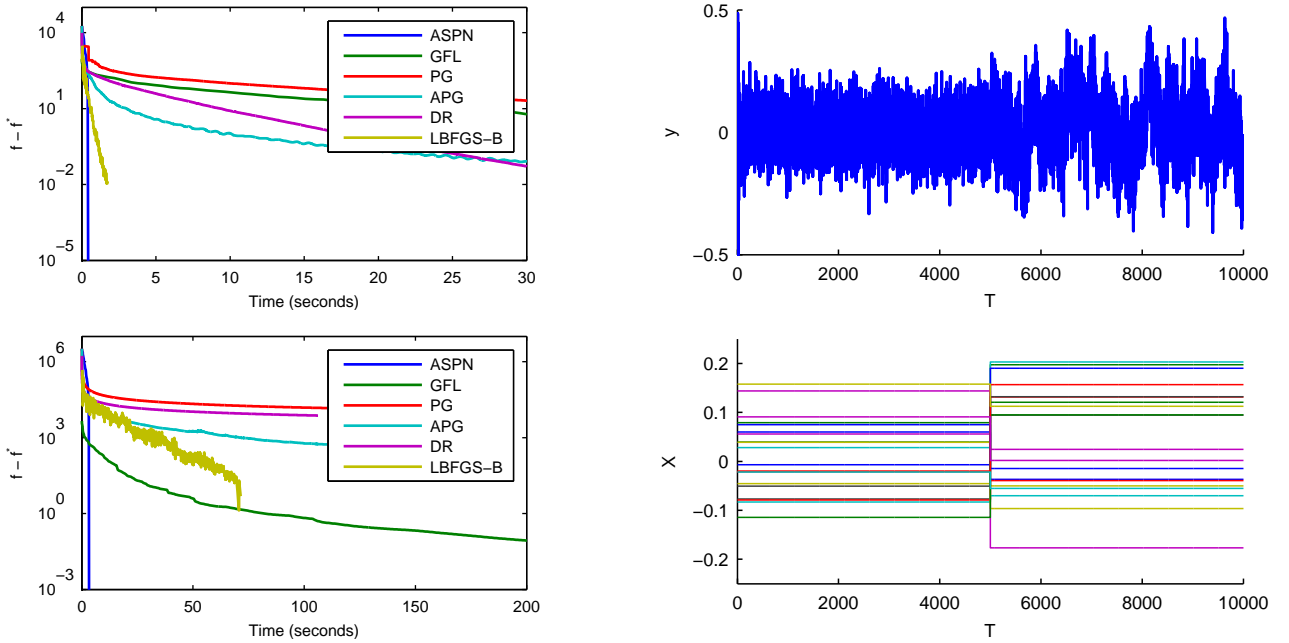 10^4
10^1
10^−2
10^−5
f − f^*
0 5 10 15 20 25 30
Time (seconds)
ASPN
GFL
PG
APG
DR
LBFGS−B
0.5
0
−0.5
y
0 2000 4000 6000 8000 10000
T
10^6
10^3
10^0
10^−3
f − f^*
0 50 100 150 200
Time (seconds)
ASPN
GFL
PG
APG
DR
LBFGS−B
0.2
0.1
0
−0.1
−0.2
X
0 2000 4000 6000 8000 10000
T